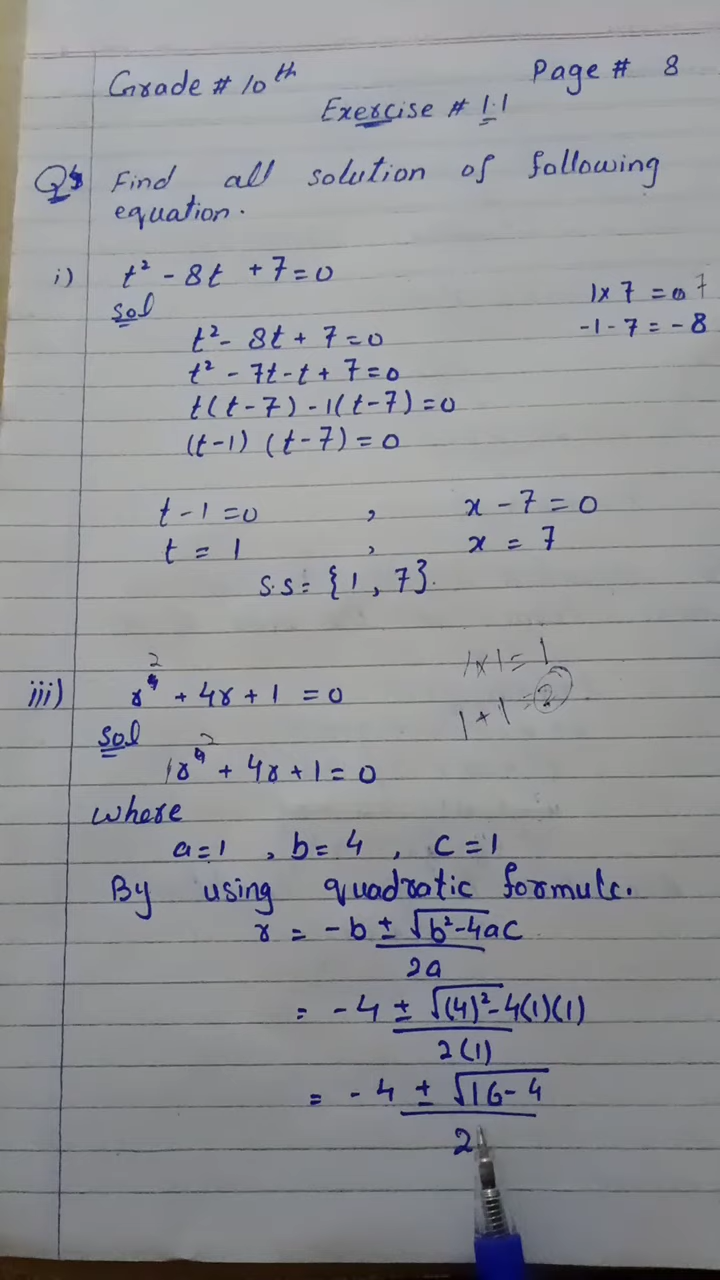 Grade # 10th Page # 8
Exercise # 1.1
Find all solution of following
equation.
i) t² - 8t + 7 = 0
Sol
1x7 = 7
t² - 8t + 7 = 0
-1-7 = -8
t² - 7t - t + 7 = 0
t(t-7) -1(t-7) = 0
(t-1) (t-7) = 0
t - 1 = 0 , x - 7 = 0
t = 1 , x = 7
S.S = {1, 7}.
iii) r² + 4r + 1 = 0
1x1 = 1
1+1 = 2
Sol
1r² + 4r + 1 = 0
where
a = 1 , b = 4 , c = 1
By using quadratic formule.
r = -b ± √b²-4ac
2a
= -4 ± √(4)²-4(1)(1)
2(1)
= -4 ± √16-4
2